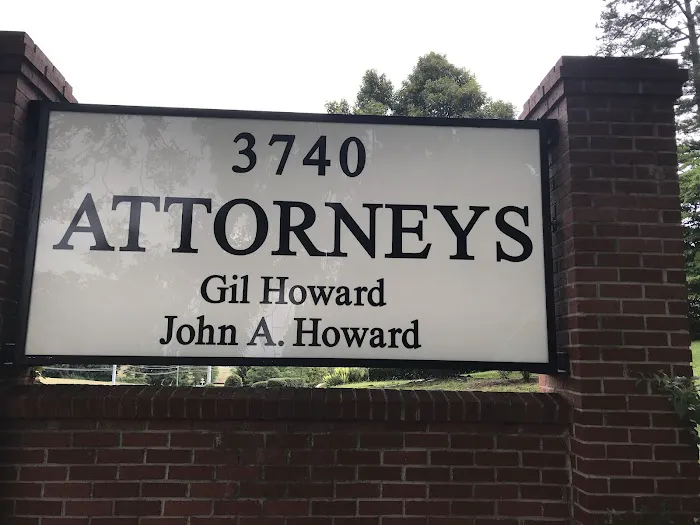 3740
ATTORNEYS
Gil Howard
John A. Howard